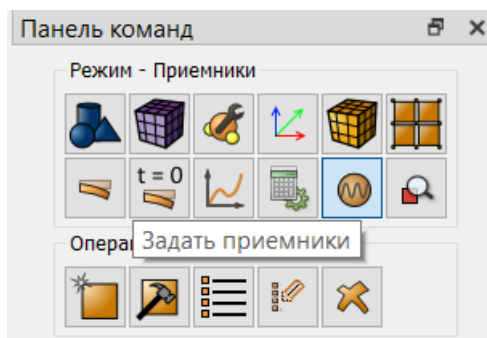 Панель команд
Режим - Приемники
t = 0
Задать приемники
Опера